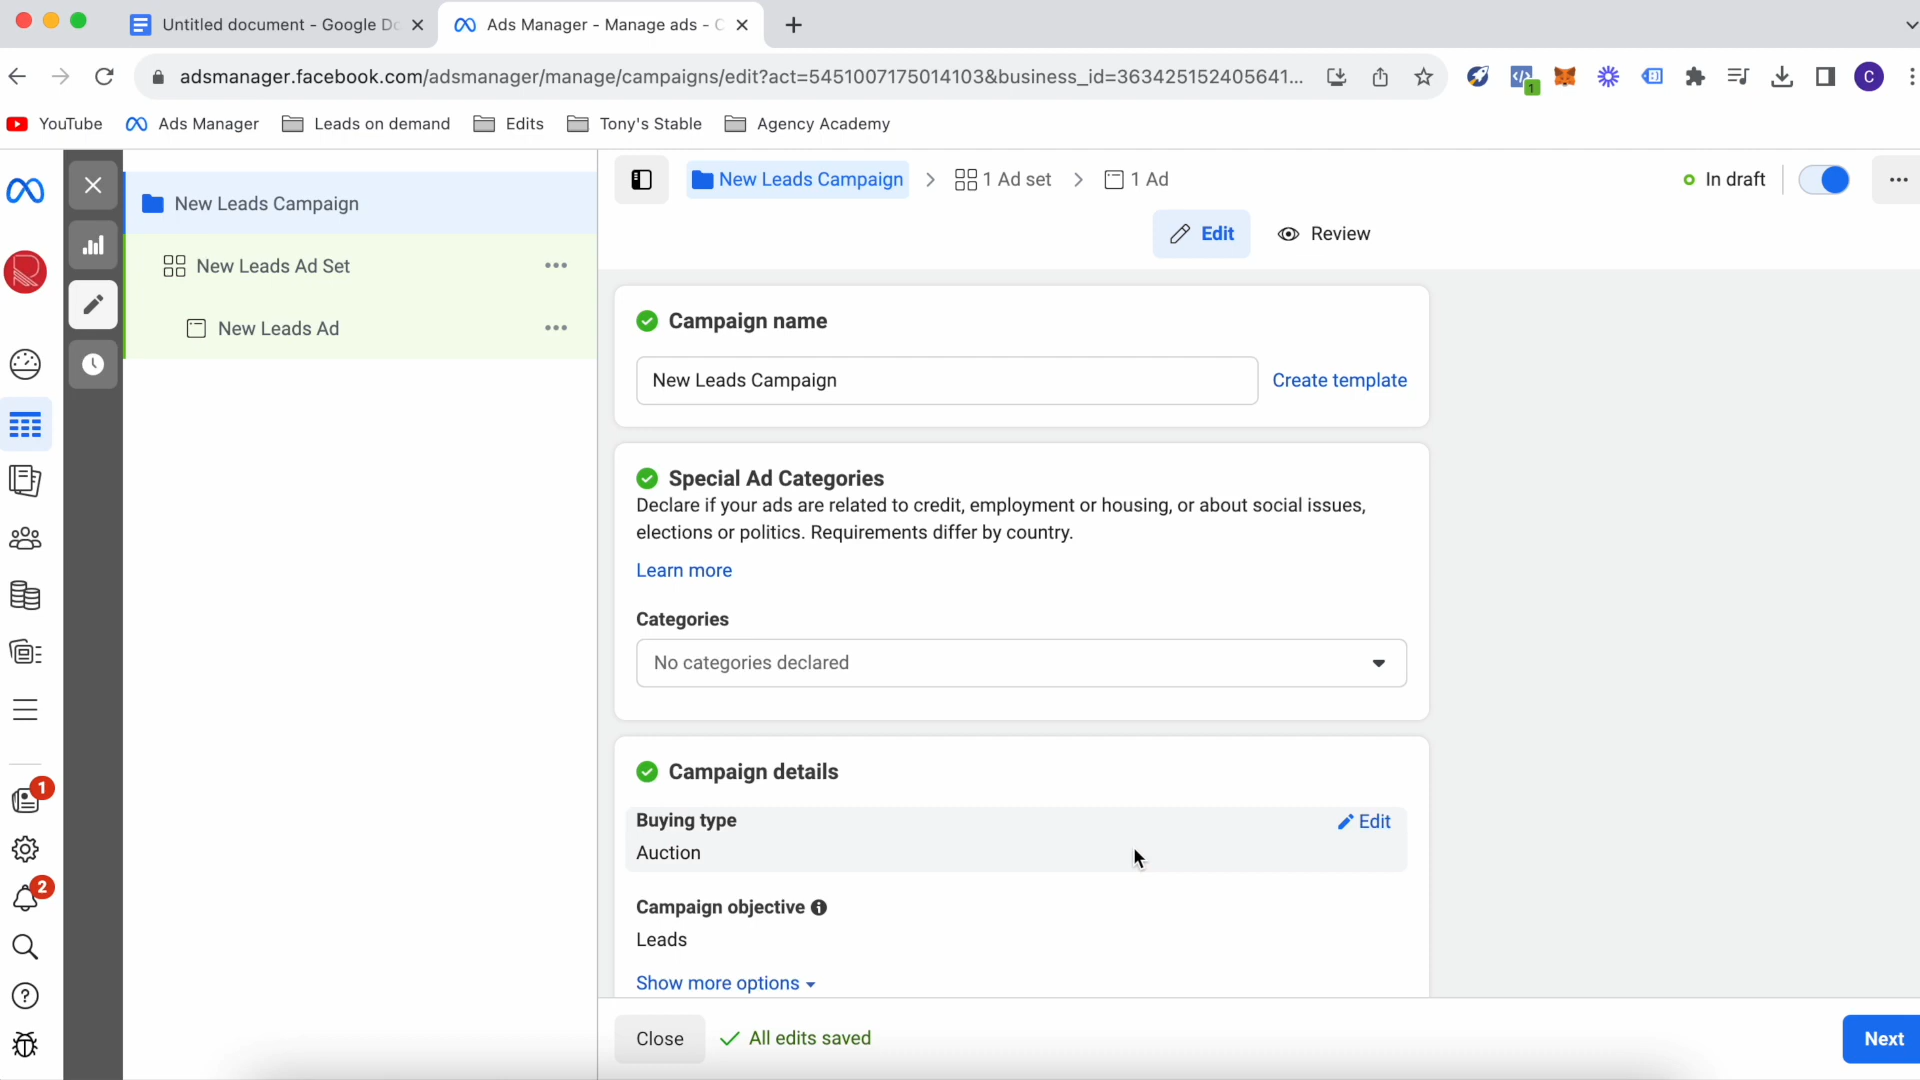 Untitled document - Google Do
Ads Manager - Manage ads - C
adsmanager.facebook.com/adsmanager/manage/campaigns/edit?act=5451007175014103&business_id=363425152405641...
1
C
YouTube
Ads Manager
Leads on demand
Edits
Tony's Stable
Agency Academy
New Leads Campaign
New Leads Ad Set
New Leads Ad
New Leads Campaign
1 Ad set
1 Ad
In draft
Edit
Review
Campaign name
New Leads Campaign
Create template
Special Ad Categories
Declare if your ads are related to credit, employment or housing, or about social issues,
elections or politics. Requirements differ by country.
Learn more
Categories
No categories declared
Campaign details
Buying type
Edit
Auction
Campaign objective
Leads
Show more options
1
2
Close
All edits saved
Next